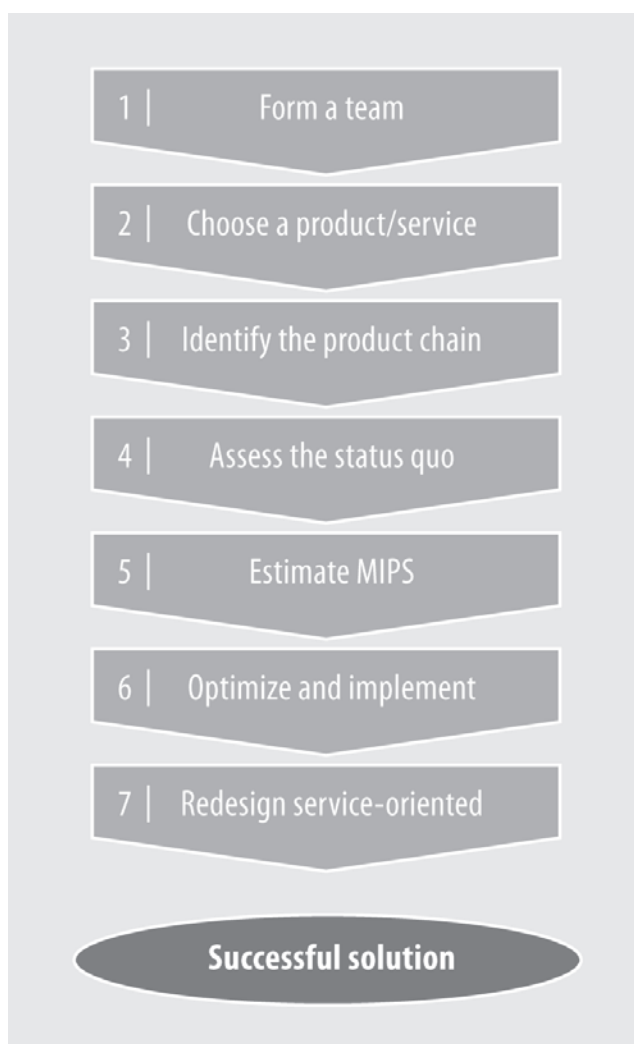 1 | Form a team
2 | Choose a product/service
3 | Identify the product chain
4 | Assess the status quo
5 | Estimate MIPS
6 | Optimize and implement
7 | Redesign service-oriented
Successful solution